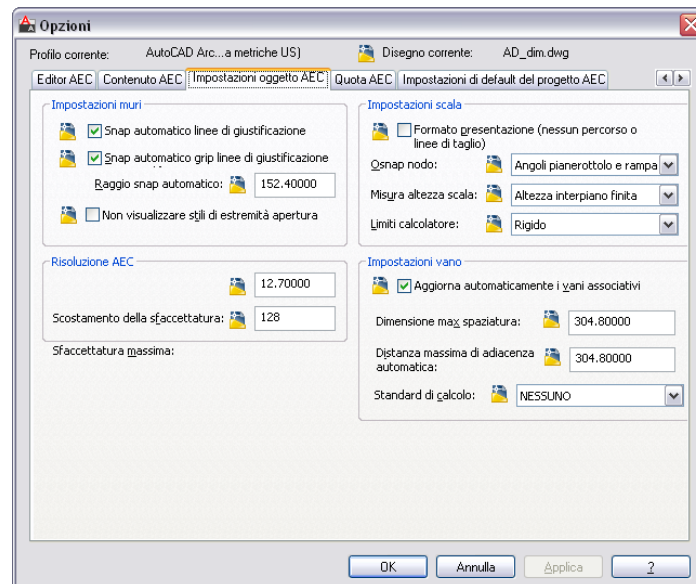 Opzioni
Profilo corrente: AutoCAD Arc...a metriche US) Disegno corrente: AD_dim.dwg
Editor AEC Contenuto AEC Impostazioni oggetto AEC Quota AEC Impostazioni di default del progetto AEC
Impostazioni muri
Snap automatico linee di giustificazione
Snap automatico grip linee di giustificazione
Raggio snap automatico: 152.40000
Non visualizzare stili di estremità apertura
Risoluzione AEC
12.70000
Scostamento della sfaccettatura: 128
Sfaccettatura massima:
Impostazioni scala
Formato presentazione (nessun percorso o
linee di taglio)
Osnap nodo: Angoli pianerottolo e rampa
Misura altezza scala: Altezza interpiano finita
Limiti calcolatore: Rigido
Impostazioni vano
Aggiorna automaticamente i vani associativi
Dimensione max spaziatura: 304.80000
Distanza massima di adiacenza
automatica: 304.80000
Standard di calcolo: NESSUNO
OK Annulla Applica ?